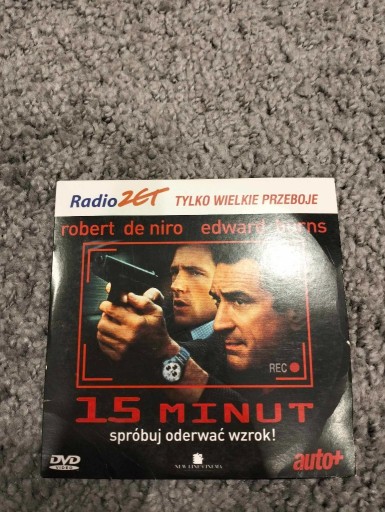 Radio ZET TYLKO WIELKIE PRZEBOJE
robert de niro edward burns
REC
15 MINUT
spróbuj oderwać wzrok!
DVD VIDEO NEW LINE CINEMA auto+